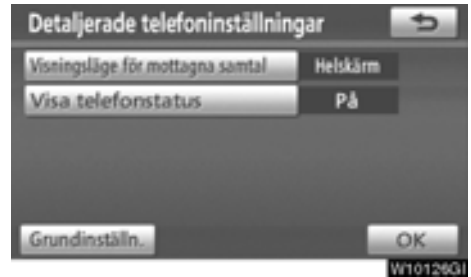 Detaljerade telefoninställningar
Visningsläge för mottagna samtal Helskärm
Visa telefonstatus På
Grundinställn. OK
W10126GI